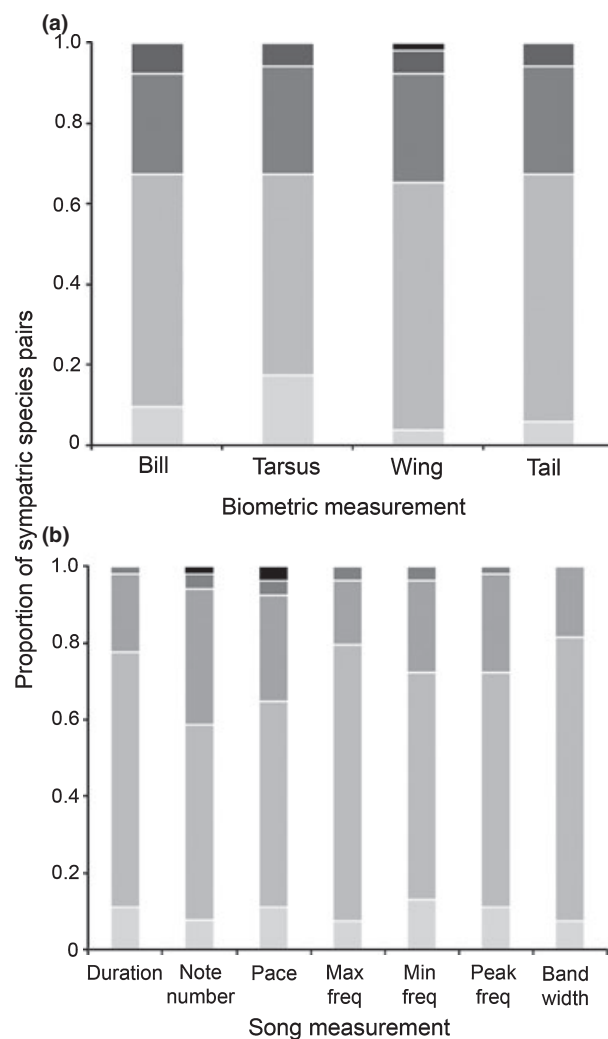 (a)
1.0
0.8
0.6
0.4
0.2
0
Bill Tarsus Wing Tail
Biometric measurement
Proportion of sympatric species pairs
(b)
1.0
0.8
0.6
0.4
0.2
0
Duration Note number Pace Max freq Min freq Peak freq Band width
Song measurement